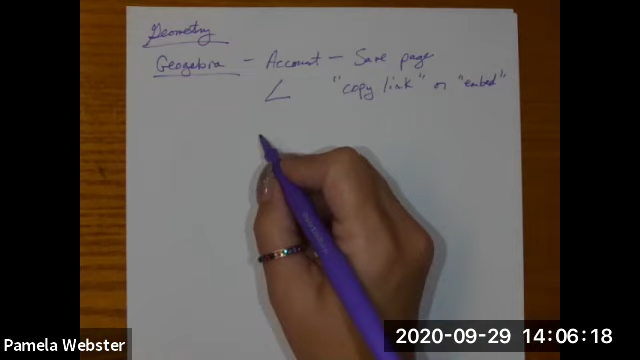 Geometry
Geogebra - Account - Save page
"copy link" or "embed"
Pamela Webster
2020-09-29 14:06:18